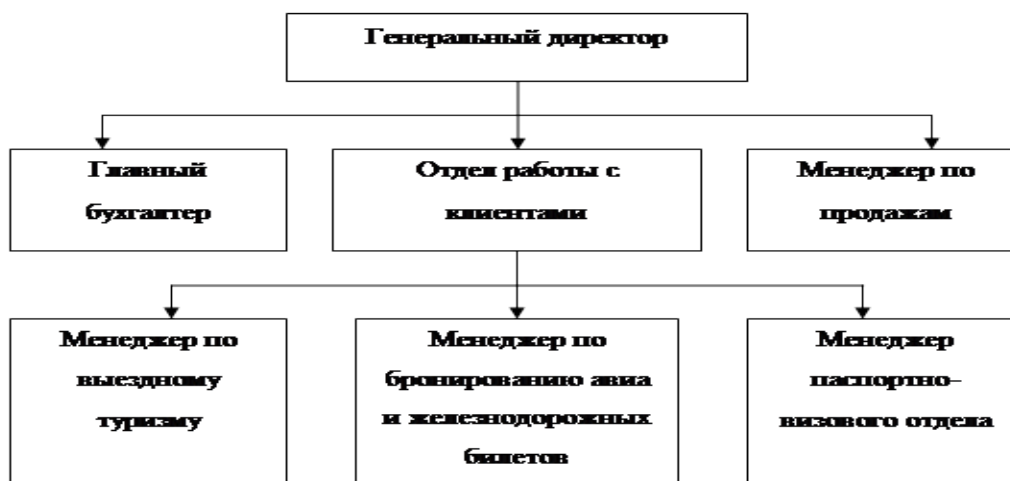 Генеральный директор
Главный
бухгалтер
Отдел работы с
клиентами
Менеджер по
продажам
Менеджер по
выездному
туризму
Менеджер по
бронированию авиа
и железнодорожных
билетов
Менеджер
паспортно-
визового отдела